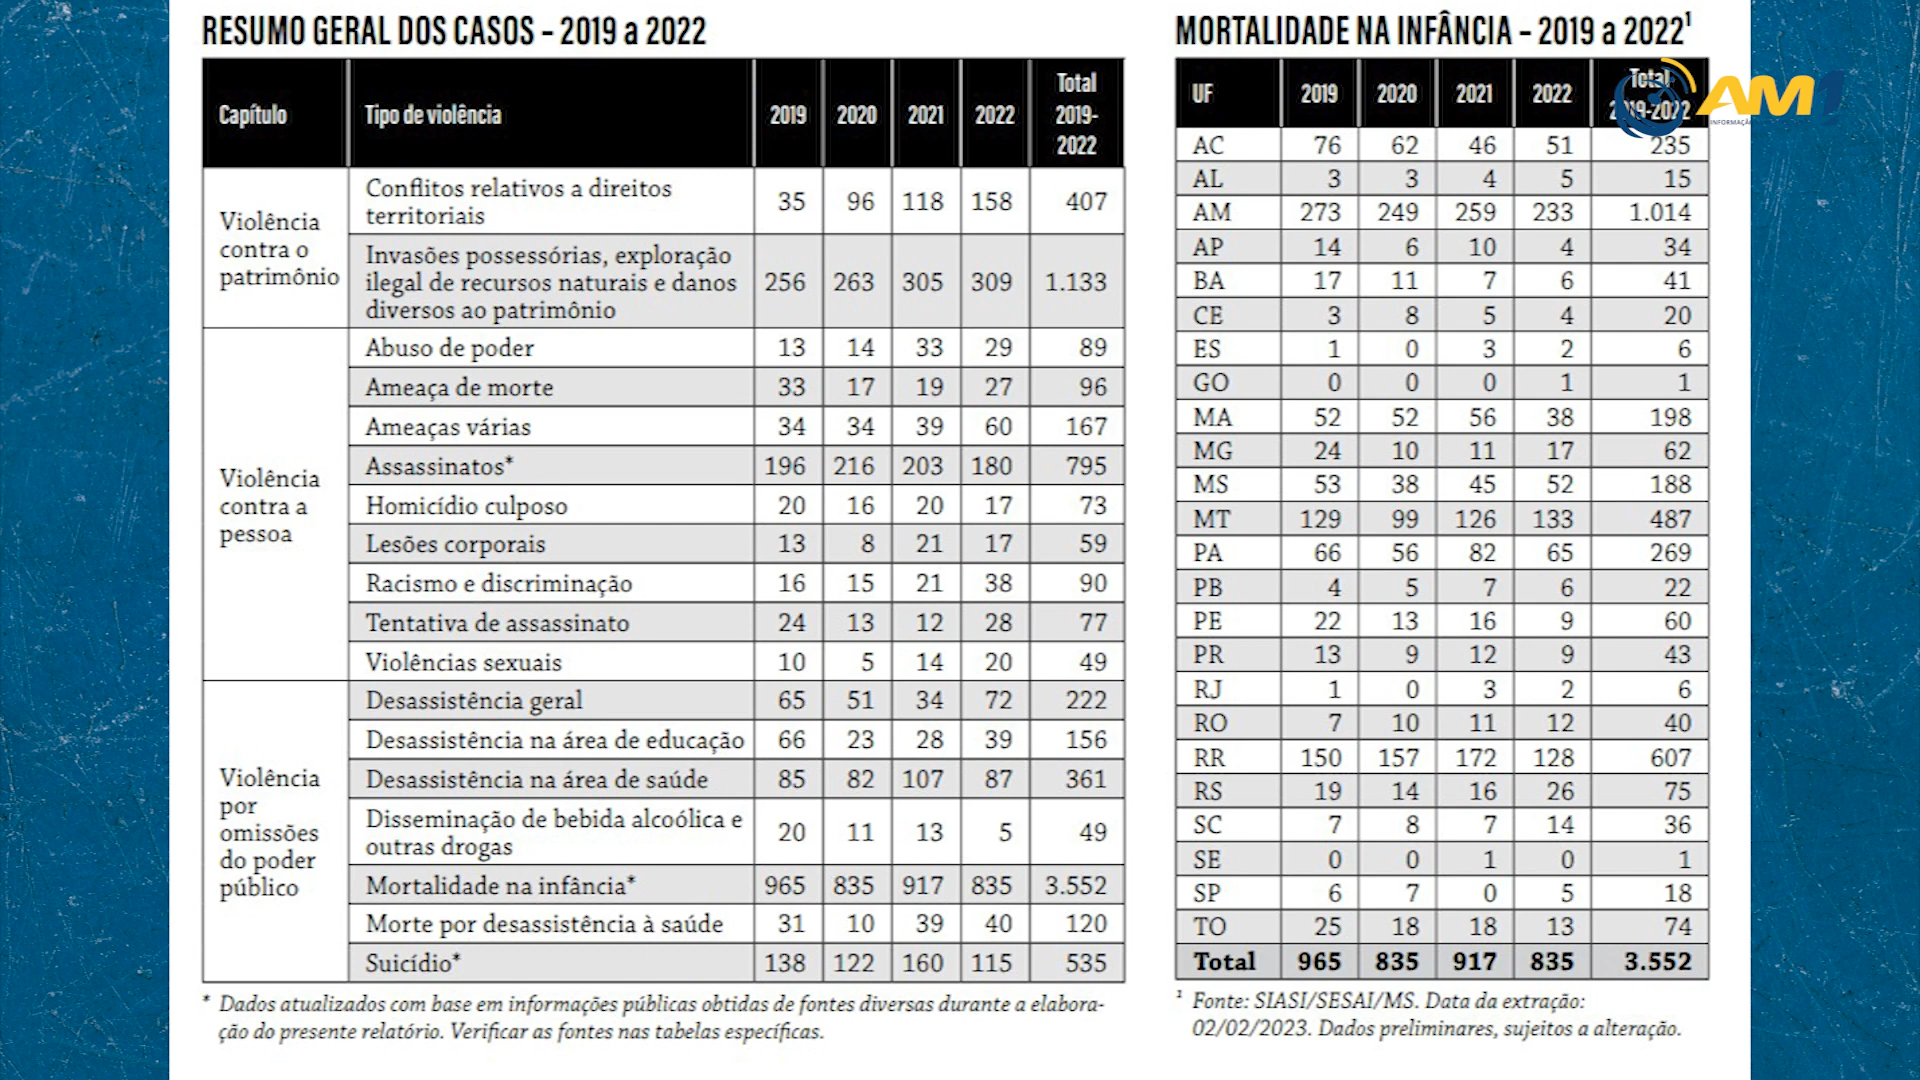 RESUMO GERAL DOS CASOS – 2019 a 2022
Capítulo Tipo de violência 2019 2020 2021 2022 Total 2019-2022
Violência contra o patrimônio
Conflitos relativos a direitos territoriais 35 96 118 158 407
Invasões possessórias, exploração ilegal de recursos naturais e danos diversos ao patrimônio 256 263 305 309 1.133
Violência contra a pessoa
Abuso de poder 13 14 33 29 89
Ameaça de morte 33 17 19 27 96
Ameaças várias 34 34 39 60 167
Assassinatos* 196 216 203 180 795
Homicídio culposo 20 16 20 17 73
Lesões corporais 13 8 21 17 59
Racismo e discriminação 16 15 21 38 90
Tentativa de assassinato 24 13 12 28 77
Violências sexuais 10 5 14 20 49
Violência por omissões do poder público
Desassistência geral 65 51 34 72 222
Desassistência na área de educação 66 23 28 39 156
Desassistência na área de saúde 85 82 107 87 361
Disseminação de bebida alcoólica e outras drogas 20 11 13 5 49
Mortalidade na infância* 965 835 917 835 3.552
Morte por desassistência à saúde 31 10 39 40 120
Suicídio* 138 122 160 115 535
* Dados atualizados com base em informações públicas obtidas de fontes diversas durante a elabora-
ção do presente relatório. Verificar as fontes nas tabelas específicas.
MORTALIDADE NA INFÂNCIA – 2019 a 2022¹
UF 2019 2020 2021 2022 Total 2019-2022
AC 76 62 46 51 235
AL 3 3 4 5 15
AM 273 249 259 233 1.014
AP 14 6 10 4 34
BA 17 11 7 6 41
CE 3 8 5 4 20
ES 1 0 3 2 6
GO 0 0 0 1 1
MA 52 52 56 38 198
MG 24 10 11 17 62
MS 53 38 45 52 188
MT 129 99 126 133 487
PA 66 56 82 65 269
PB 4 5 7 6 22
PE 22 13 16 9 60
PR 13 9 12 9 43
RJ 1 0 3 2 6
RO 7 10 11 12 40
RR 150 157 172 128 607
RS 19 14 16 26 75
SC 7 8 7 14 36
SE 0 0 1 0 1
SP 6 7 0 5 18
TO 25 18 18 13 74
Total 965 835 917 835 3.552
¹ Fonte: SIASI/SESAI/MS. Data da extração:
02/02/2023. Dados preliminares, sujeitos a alteração.
AM1